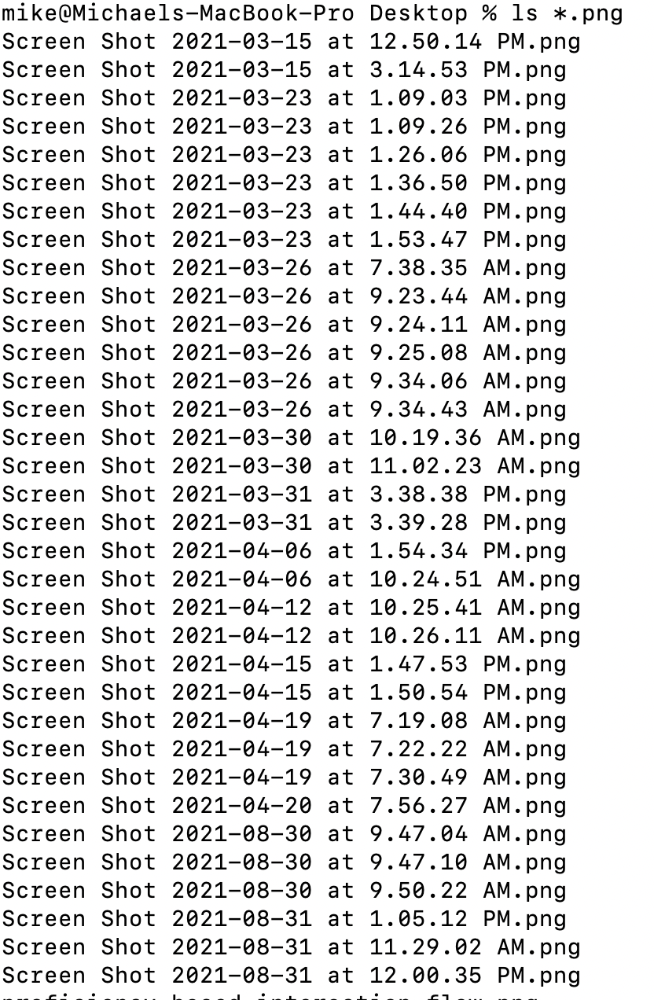 mike@Michaels-MacBook-Pro Desktop % ls *.png
Screen Shot 2021-03-15 at 12.50.14 PM.png
Screen Shot 2021-03-15 at 3.14.53 PM.png
Screen Shot 2021-03-23 at 1.09.03 PM.png
Screen Shot 2021-03-23 at 1.09.26 PM.png
Screen Shot 2021-03-23 at 1.26.06 PM.png
Screen Shot 2021-03-23 at 1.36.50 PM.png
Screen Shot 2021-03-23 at 1.44.40 PM.png
Screen Shot 2021-03-23 at 1.53.47 PM.png
Screen Shot 2021-03-26 at 7.38.35 AM.png
Screen Shot 2021-03-26 at 9.23.44 AM.png
Screen Shot 2021-03-26 at 9.24.11 AM.png
Screen Shot 2021-03-26 at 9.25.08 AM.png
Screen Shot 2021-03-26 at 9.34.06 AM.png
Screen Shot 2021-03-26 at 9.34.43 AM.png
Screen Shot 2021-03-30 at 10.19.36 AM.png
Screen Shot 2021-03-30 at 11.02.23 AM.png
Screen Shot 2021-03-31 at 3.38.38 PM.png
Screen Shot 2021-03-31 at 3.39.28 PM.png
Screen Shot 2021-04-06 at 1.54.34 PM.png
Screen Shot 2021-04-06 at 10.24.51 AM.png
Screen Shot 2021-04-12 at 10.25.41 AM.png
Screen Shot 2021-04-12 at 10.26.11 AM.png
Screen Shot 2021-04-15 at 1.47.53 PM.png
Screen Shot 2021-04-15 at 1.50.54 PM.png
Screen Shot 2021-04-19 at 7.19.08 AM.png
Screen Shot 2021-04-19 at 7.22.22 AM.png
Screen Shot 2021-04-19 at 7.30.49 AM.png
Screen Shot 2021-04-20 at 7.56.27 AM.png
Screen Shot 2021-08-30 at 9.47.04 AM.png
Screen Shot 2021-08-30 at 9.47.10 AM.png
Screen Shot 2021-08-30 at 9.50.22 AM.png
Screen Shot 2021-08-31 at 1.05.12 PM.png
Screen Shot 2021-08-31 at 11.29.02 AM.png
Screen Shot 2021-08-31 at 12.00.35 PM.png